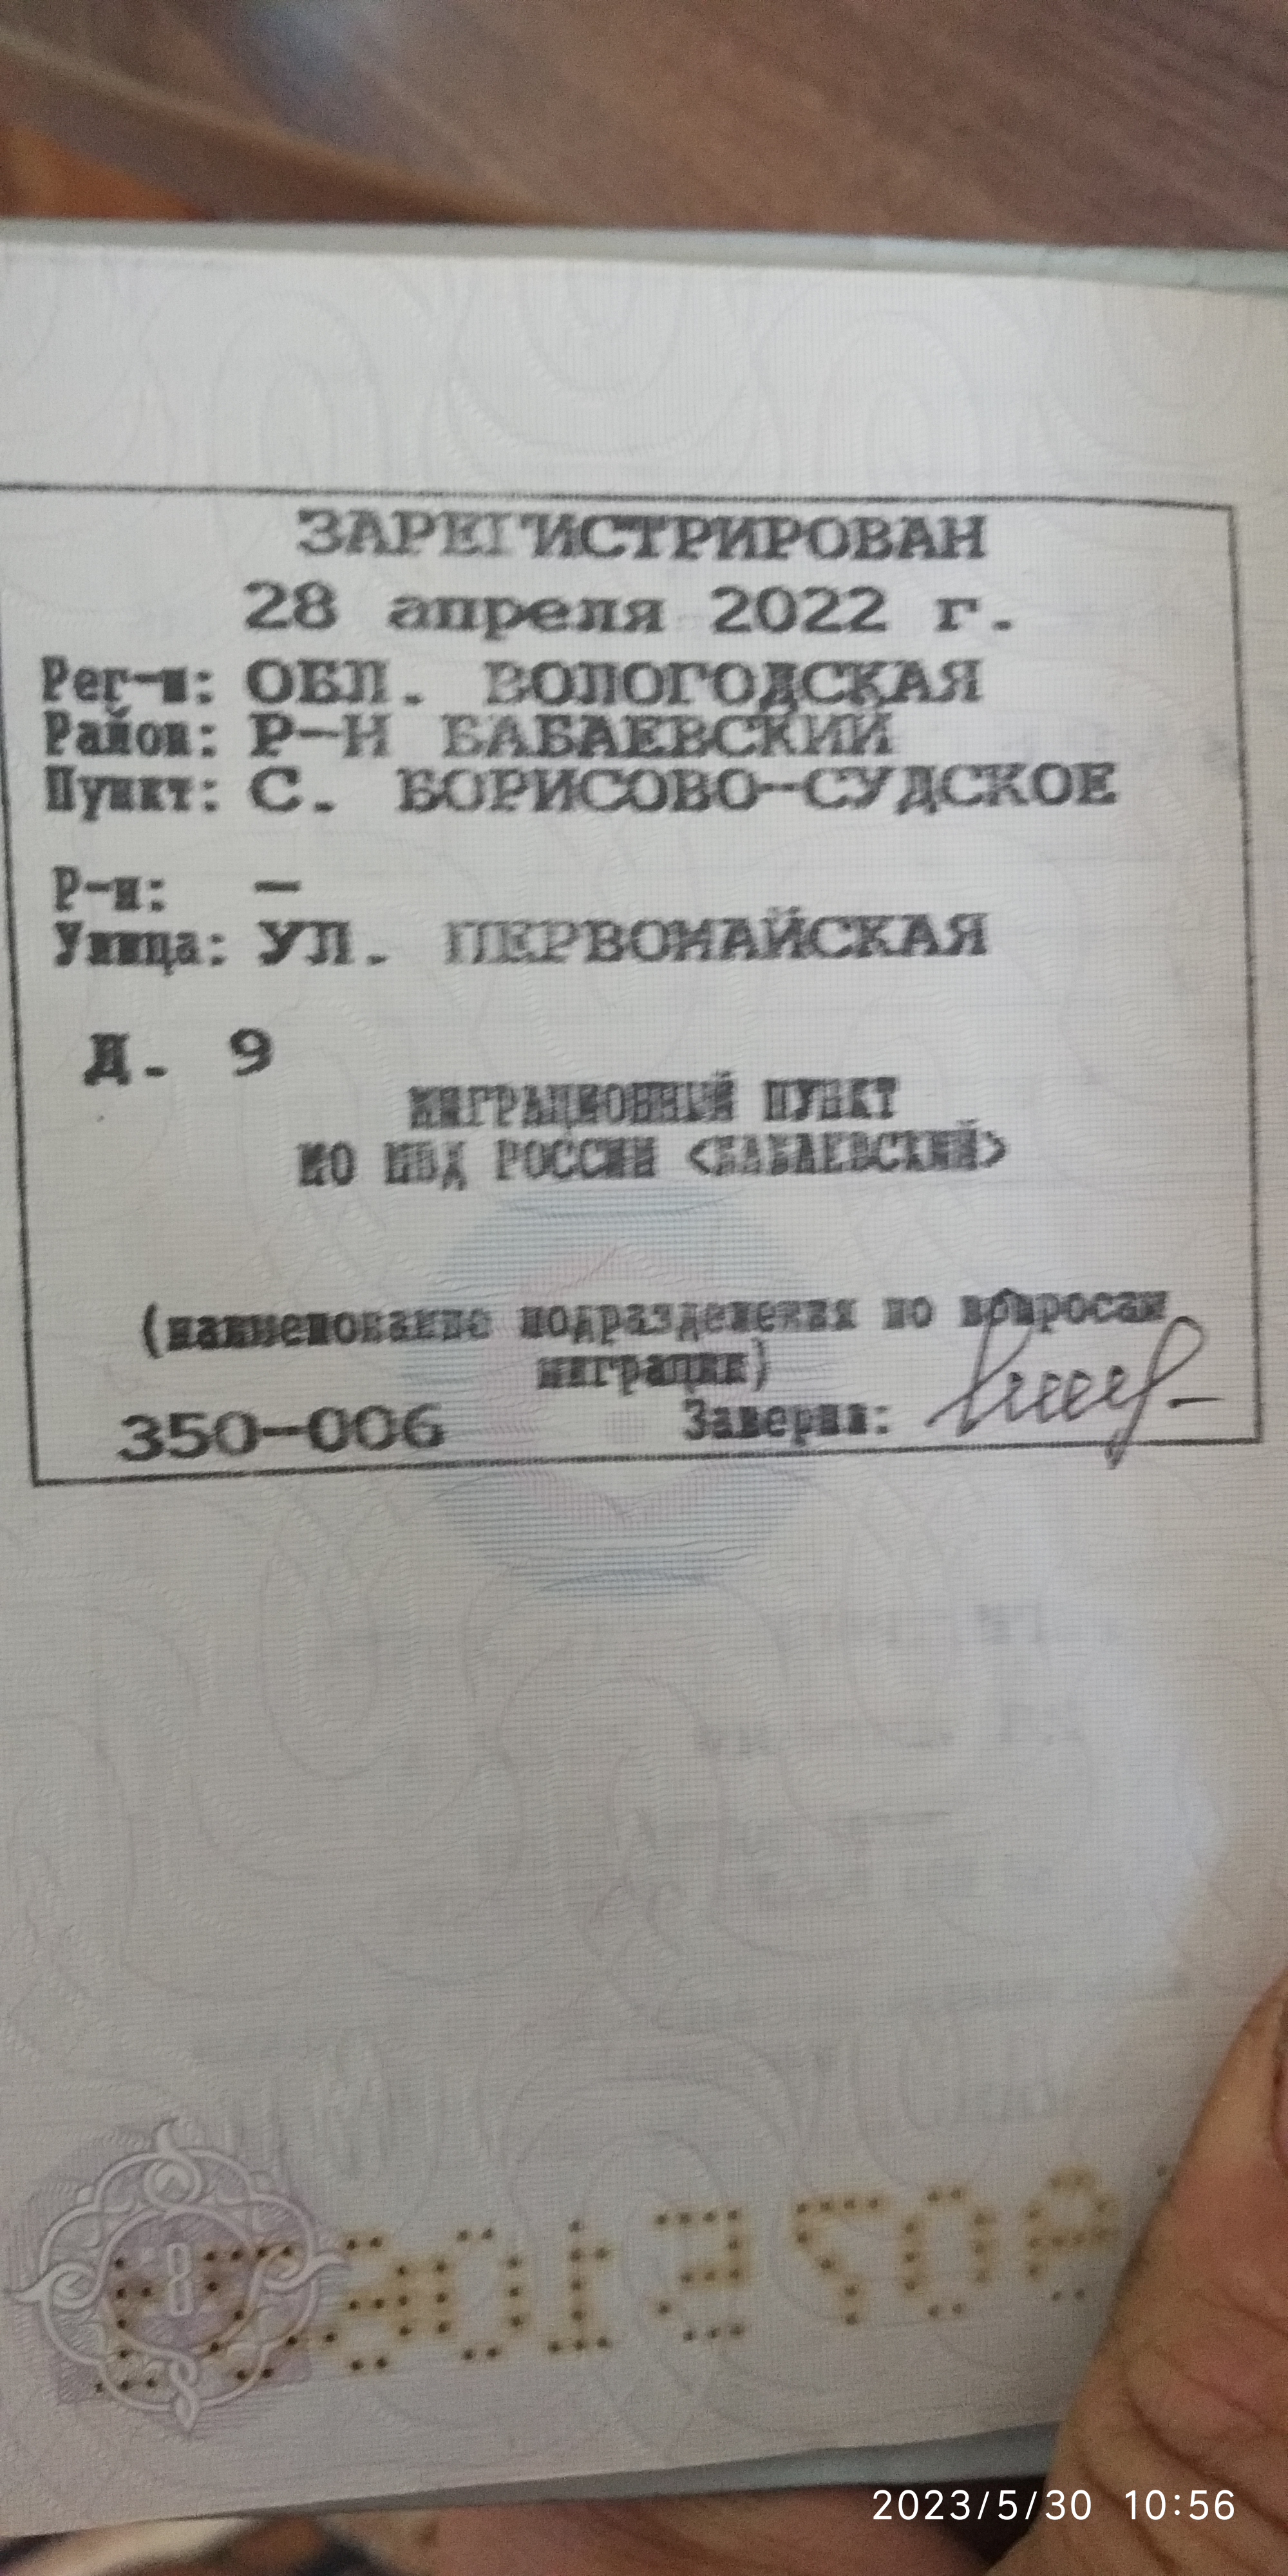 ЗАРЕГИСТРИРОВАН
28 апреля 2022 г.
Рег-н: ОБЛ. ВОЛОГОДСКАЯ
Район: Р-Н БАБАЕВСКИЙ
Пункт: С. БОРИСОВО-СУДСКОЕ
Р-н: -
Улица: УЛ. ПЕРВОМАЙСКАЯ
Д. 9
МИГРАЦИОННЫЙ ПУНКТ
МО МВД РОССИИ <БАБАЕВСКИЙ>
(наименование подразделения по вопросам
миграции)
350-006 Заверил:
8
2023/5/30 10:56